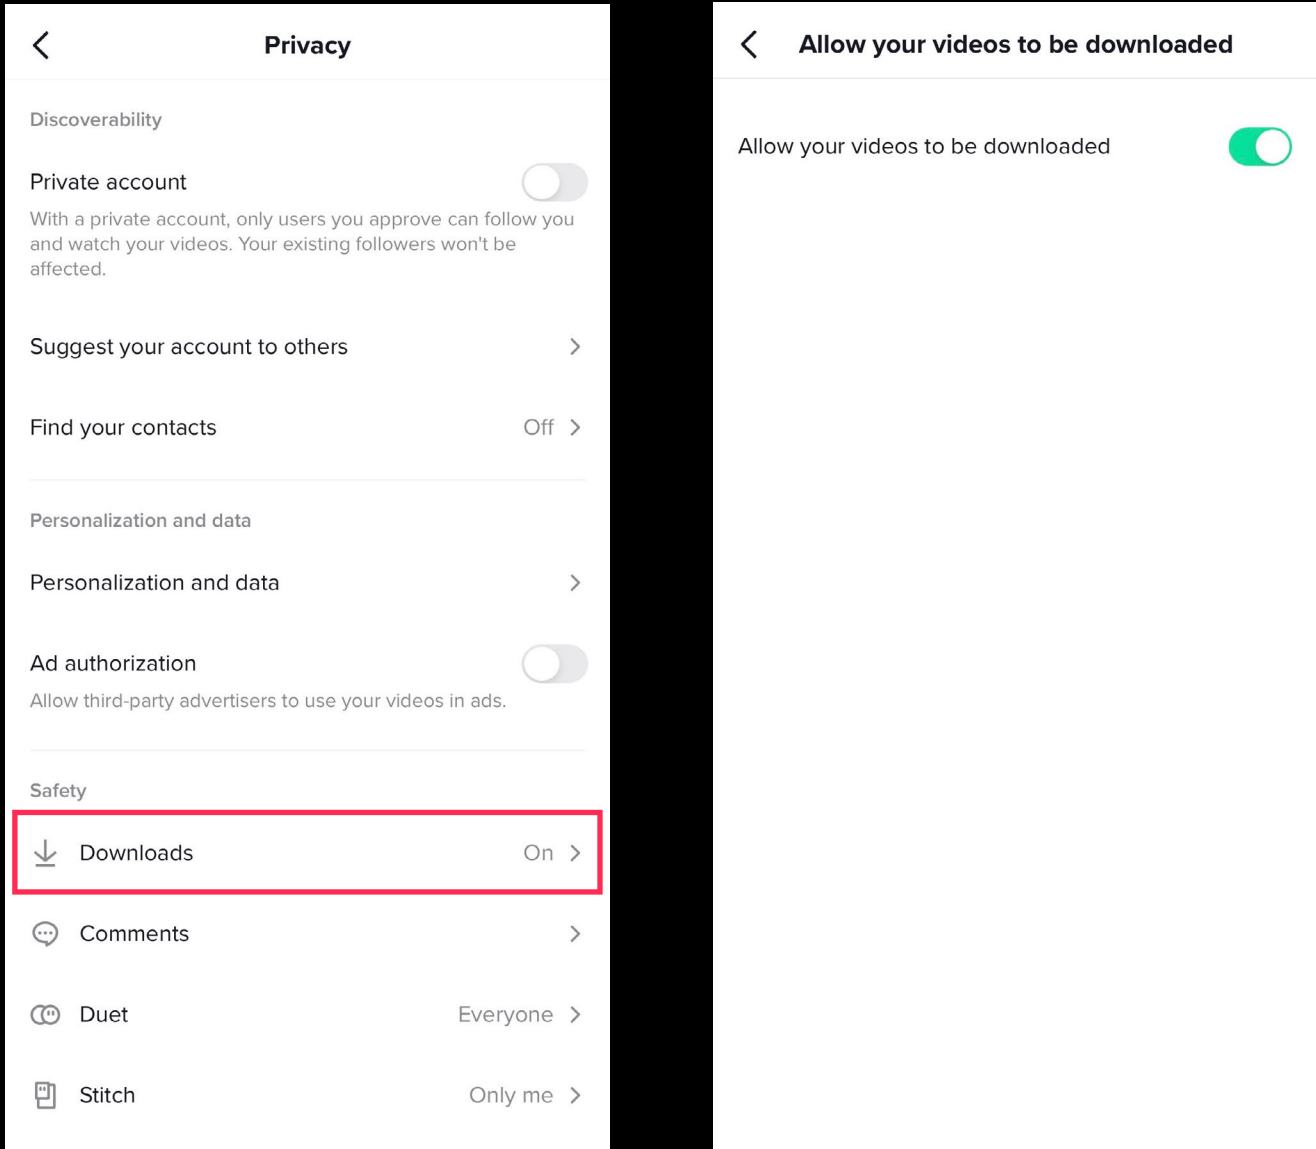 Privacy
Discoverability
Private account
With a private account, only users you approve can follow you
and watch your videos. Your existing followers won't be
affected.
Suggest your account to others
Find your contacts Off
Personalization and data
Personalization and data
Ad authorization
Allow third-party advertisers to use your videos in ads.
Safety
Downloads On
Comments
Duet Everyone
Stitch Only me
Allow your videos to be downloaded
Allow your videos to be downloaded